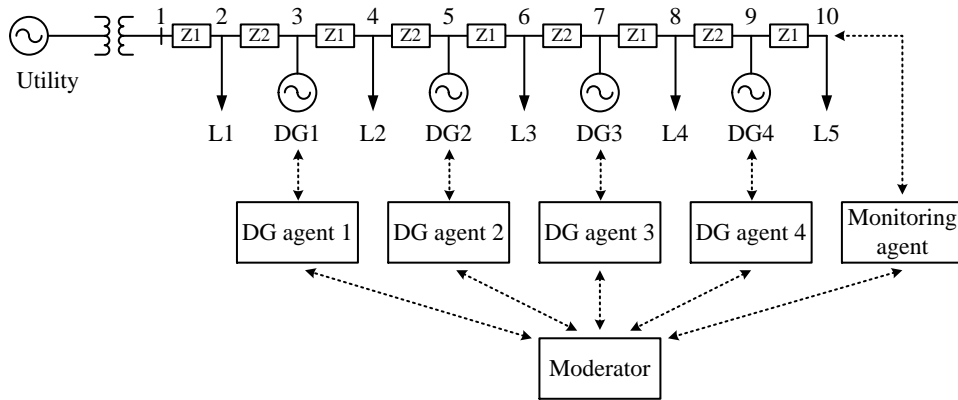 1 2 3 4 5 6 7 8 9 10
Z1 Z2 Z1 Z2 Z1 Z2 Z1 Z2 Z1
Utility
L1 DG1 L2 DG2 L3 DG3 L4 DG4 L5
DG agent 1 DG agent 2 DG agent 3 DG agent 4
Monitoring
agent
Moderator